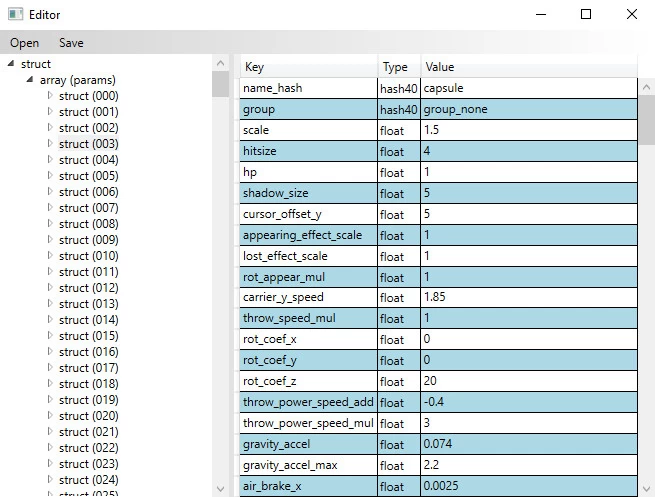 Editor
Open Save
struct
array (params)
struct (000)
struct (001)
struct (002)
struct (003)
struct (004)
struct (005)
struct (006)
struct (007)
struct (008)
struct (009)
struct (010)
struct (011)
struct (012)
struct (013)
struct (014)
struct (015)
struct (016)
struct (017)
struct (018)
struct (019)
struct (020)
struct (021)
struct (022)
struct (023)
struct (024)
struct (025)
Key Type Value
name_hash hash40 capsule
group hash40 group_none
scale float 1.5
hitsize float 4
hp float 1
shadow_size float 5
cursor_offset_y float 5
appearing_effect_scale float 1
lost_effect_scale float 1
rot_appear_mul float 1
carrier_y_speed float 1.85
throw_speed_mul float 1
rot_coef_x float 0
rot_coef_y float 0
rot_coef_z float 20
throw_power_speed_add float -0.4
throw_power_speed_mul float 3
gravity_accel float 0.074
gravity_accel_max float 2.2
air_brake_x float 0.0025